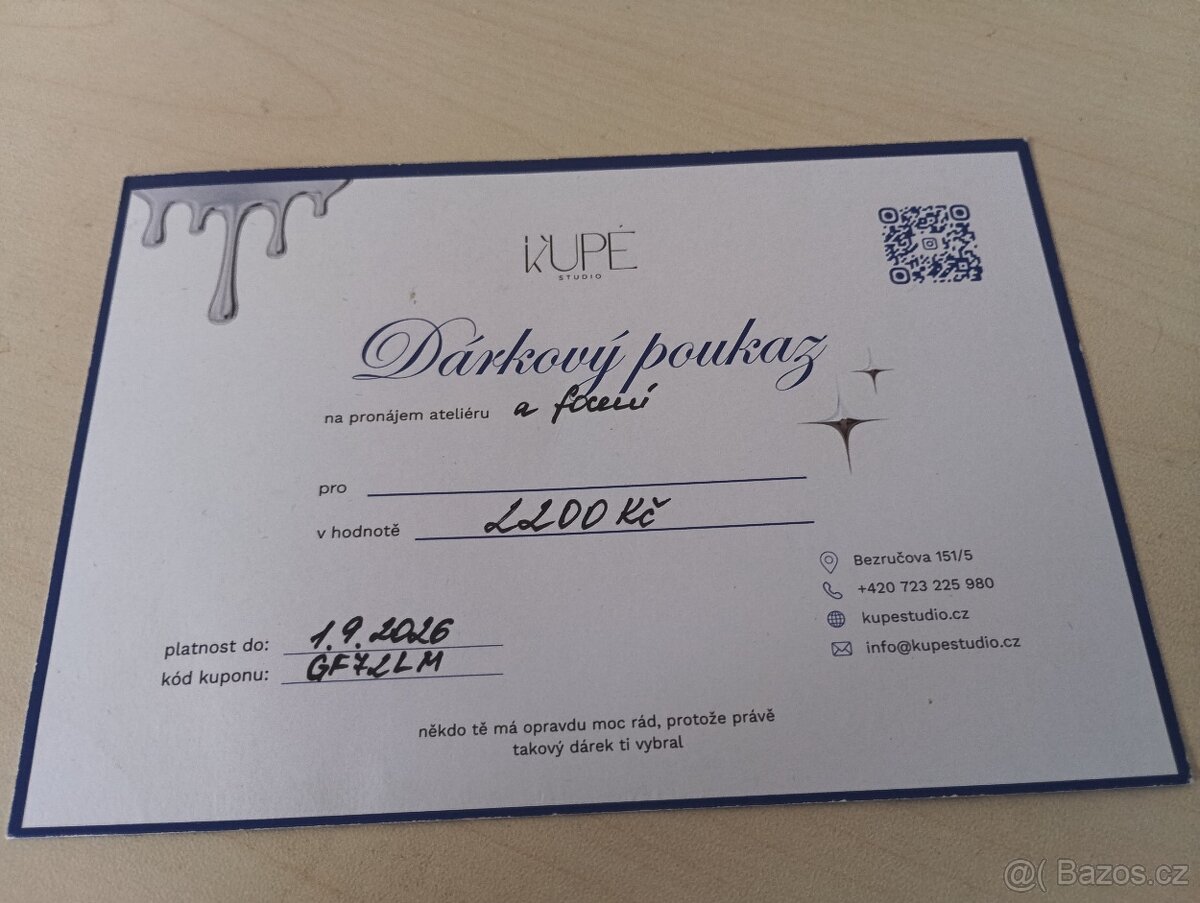 KUPÉ
STUDIO
Dárkový poukaz
na pronájem ateliéru a focení
pro
v hodnotě 2200 Kč
Bezručova 151/5
+420 723 225 980
kupestudio.cz
info@kupestudio.cz
platnost do: 1.9.2026
kód kuponu: GF72LM
někdo tě má opravdu moc rád, protože právě
takový dárek ti vybral
@( Bazos.cz